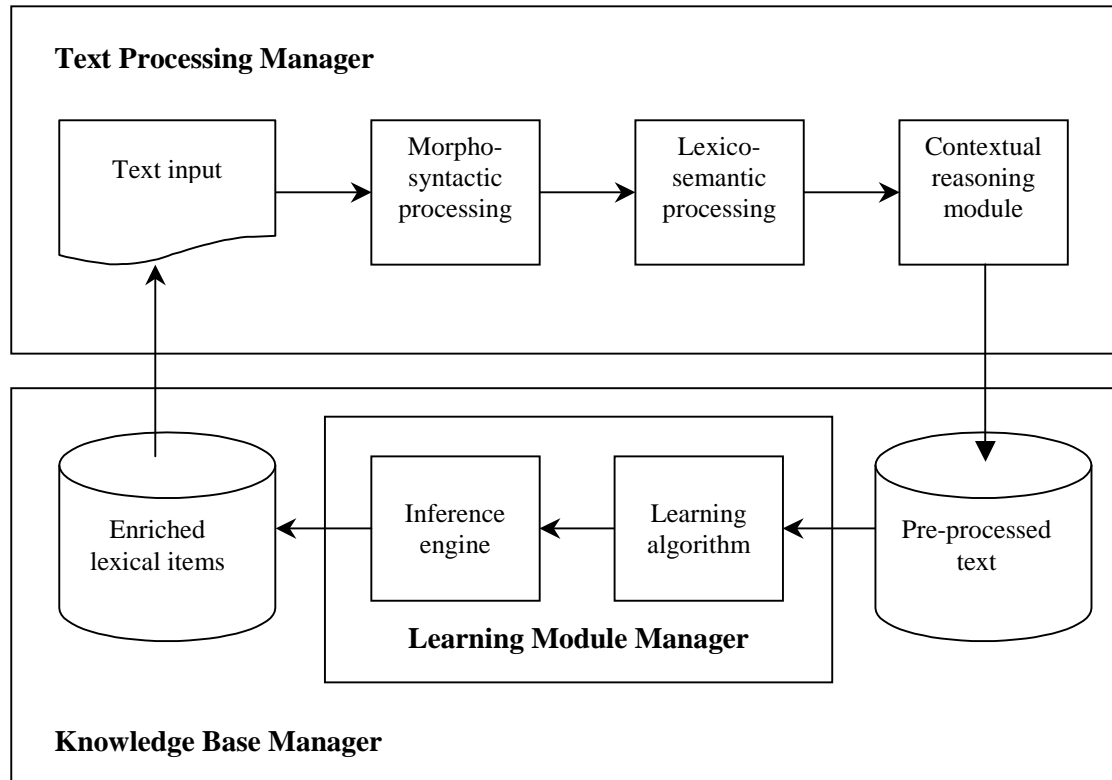 Text Processing Manager
Text input
Morpho-
syntactic
processing
Lexico-
semantic
processing
Contextual
reasoning
module
Enriched
lexical items
Inference
engine
Learning
algorithm
Pre-processed
text
Learning Module Manager
Knowledge Base Manager